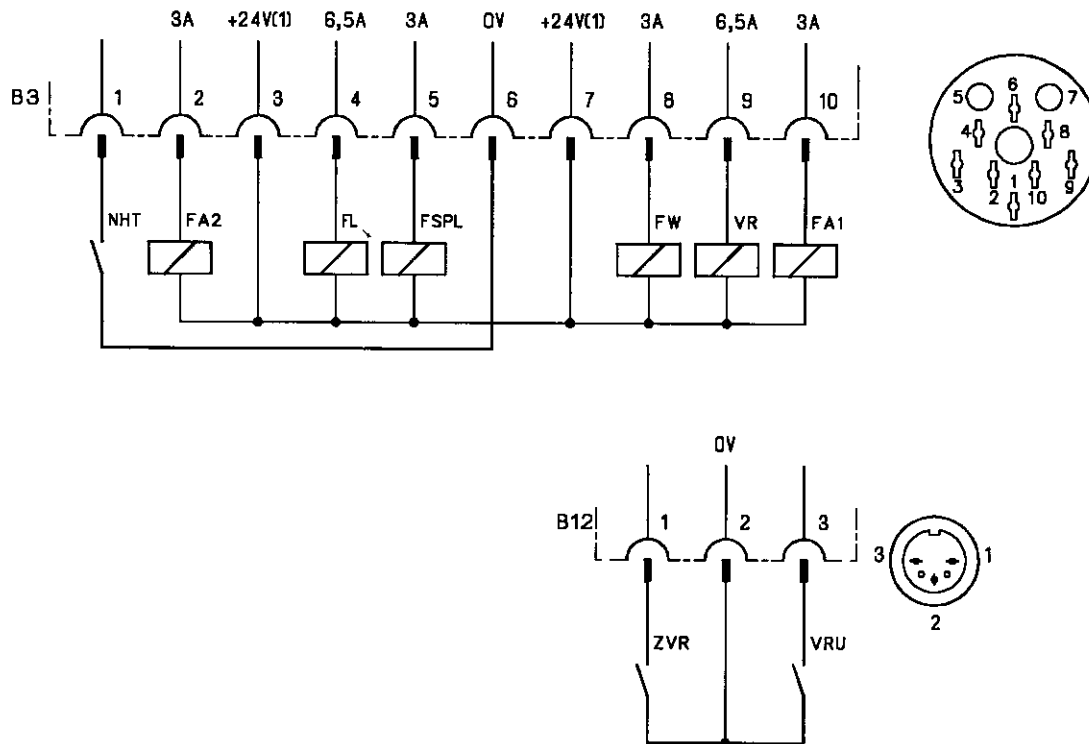 3A +24V(1) 6,5A 3A 0V +24V(1) 3A 6,5A 3A
B3 1 2 3 4 5 6 7 8 9 10
NHT FA2 FL FSPL FW VR FA1
6
5 7
4 8
3 2 1 10 9
0V
B12 1 2 3
3 1
2
ZVR VRU